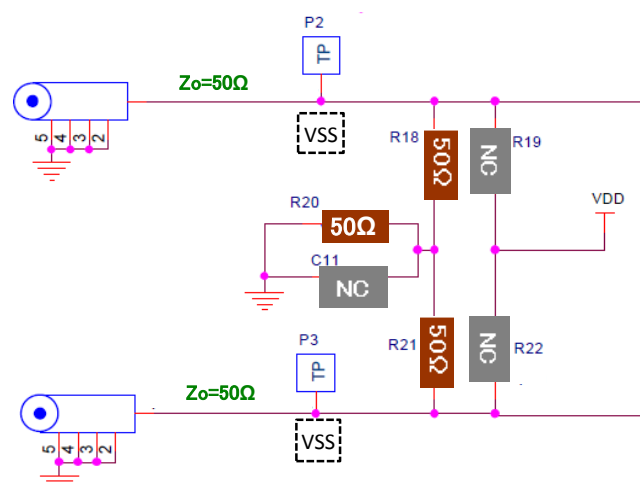 P2
TP
Zo=50Ω
VSS
5 4 3 2
R18
50Ω
NC
R19
R20
50Ω
VDD
C11
NC
P3
TP
R21
50Ω
NC
R22
Zo=50Ω
VSS
5 4 3 2